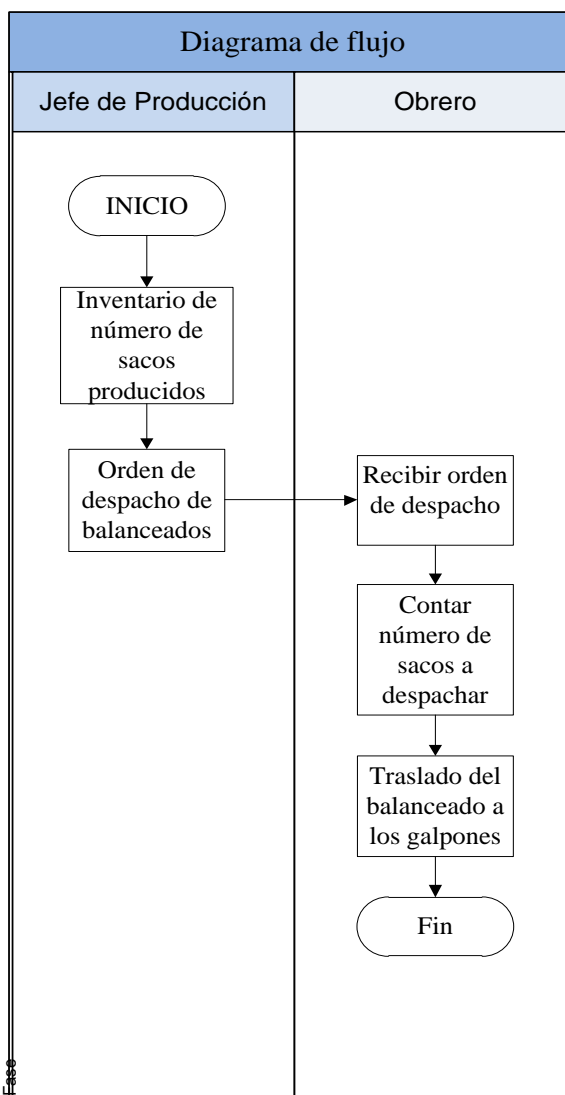 Diagrama de flujo
Jefe de Producción
Obrero
INICIO
Inventario de
número de
sacos
producidos
Orden de
despacho de
balanceados
Recibir orden
de despacho
Contar
número de
sacos a
despachar
Traslado del
balanceado a
los galpones
Fin
Fase